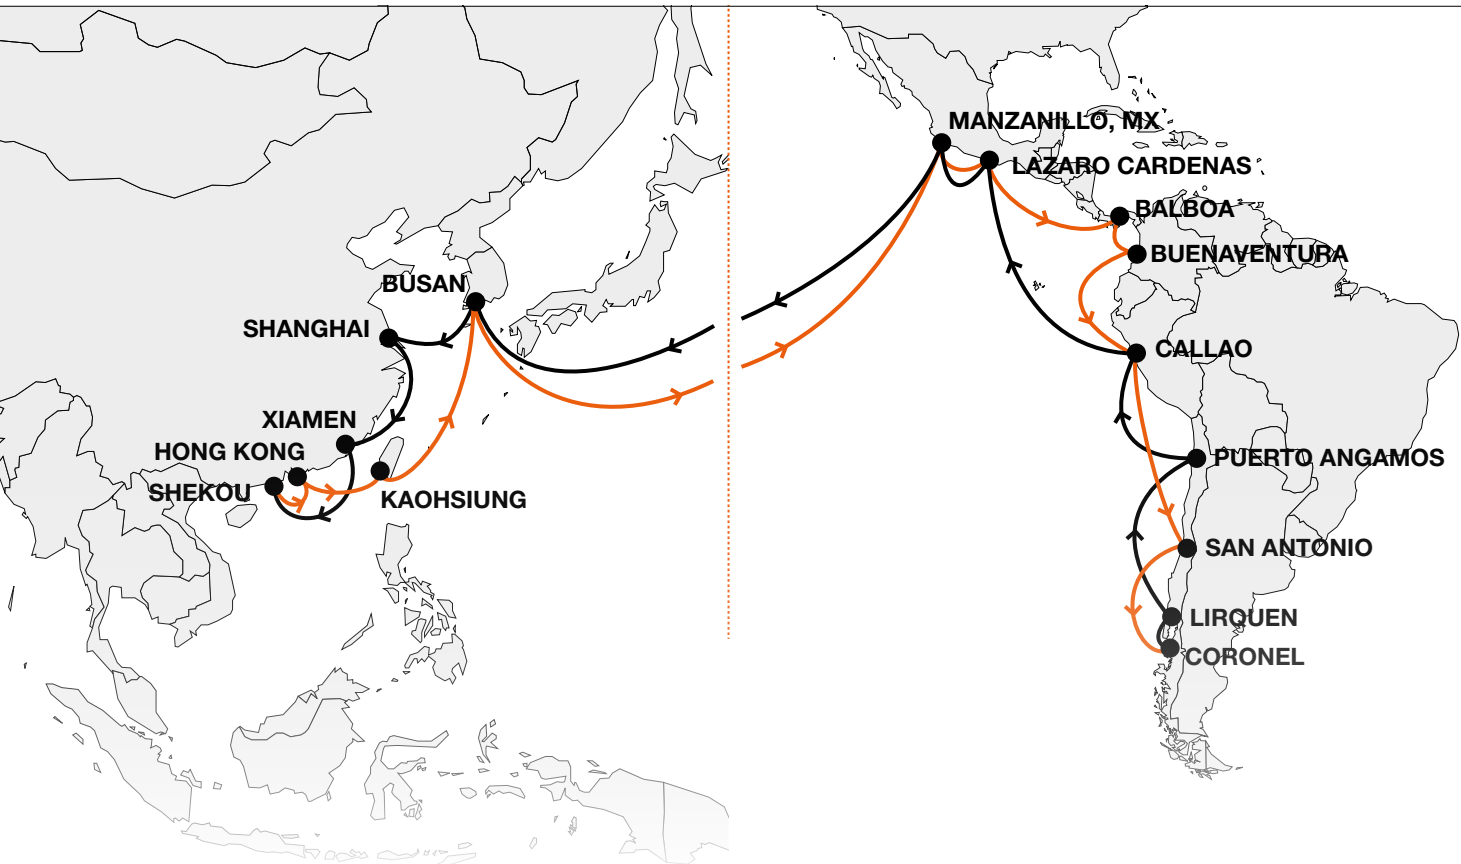 MANZANILLO, MX
LAZARO CARDENAS
BALBOA
BUENAVENTURA
BUSAN
SHANGHAI
CALLAO
XIAMEN
HONG KONG
PUERTO ANGAMOS
SHEKOU
KAOHSIUNG
SAN ANTONIO
LIRQUEN
CORONEL